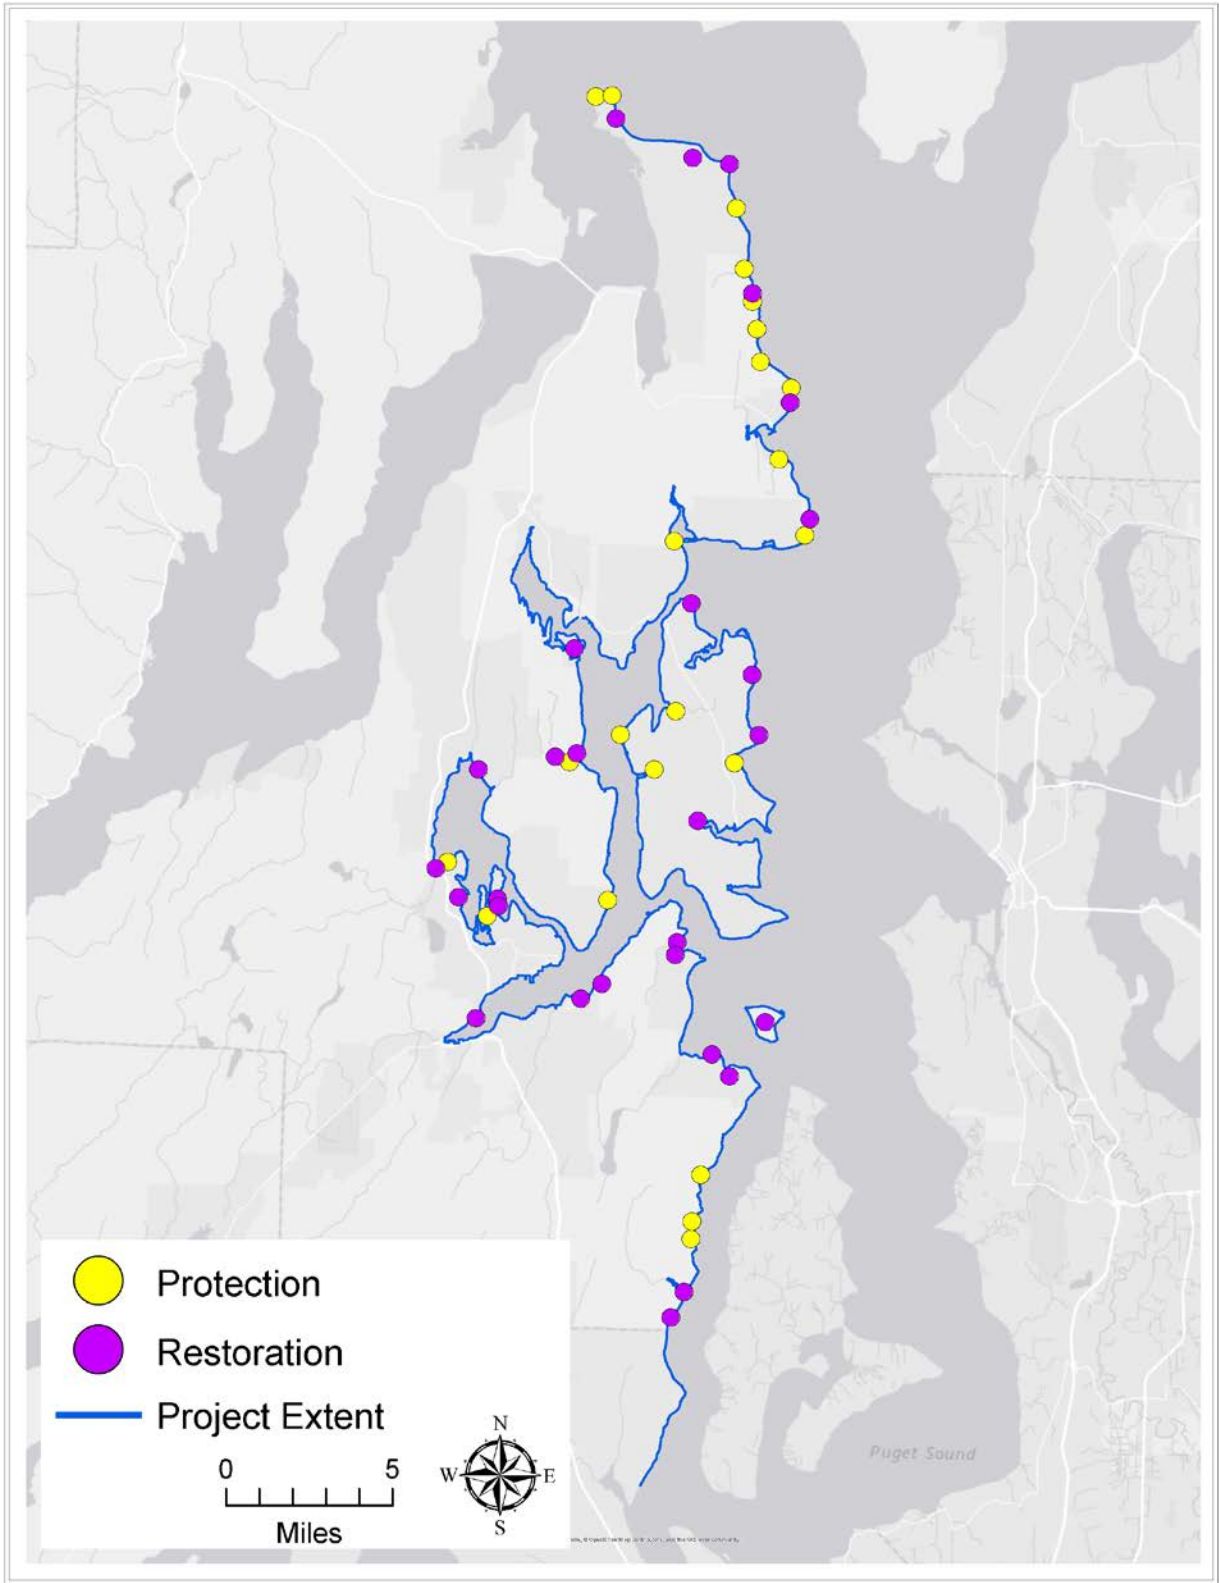 Protection
Restoration
Project Extent
0 5
Miles
N
W E
S
Puget Sound